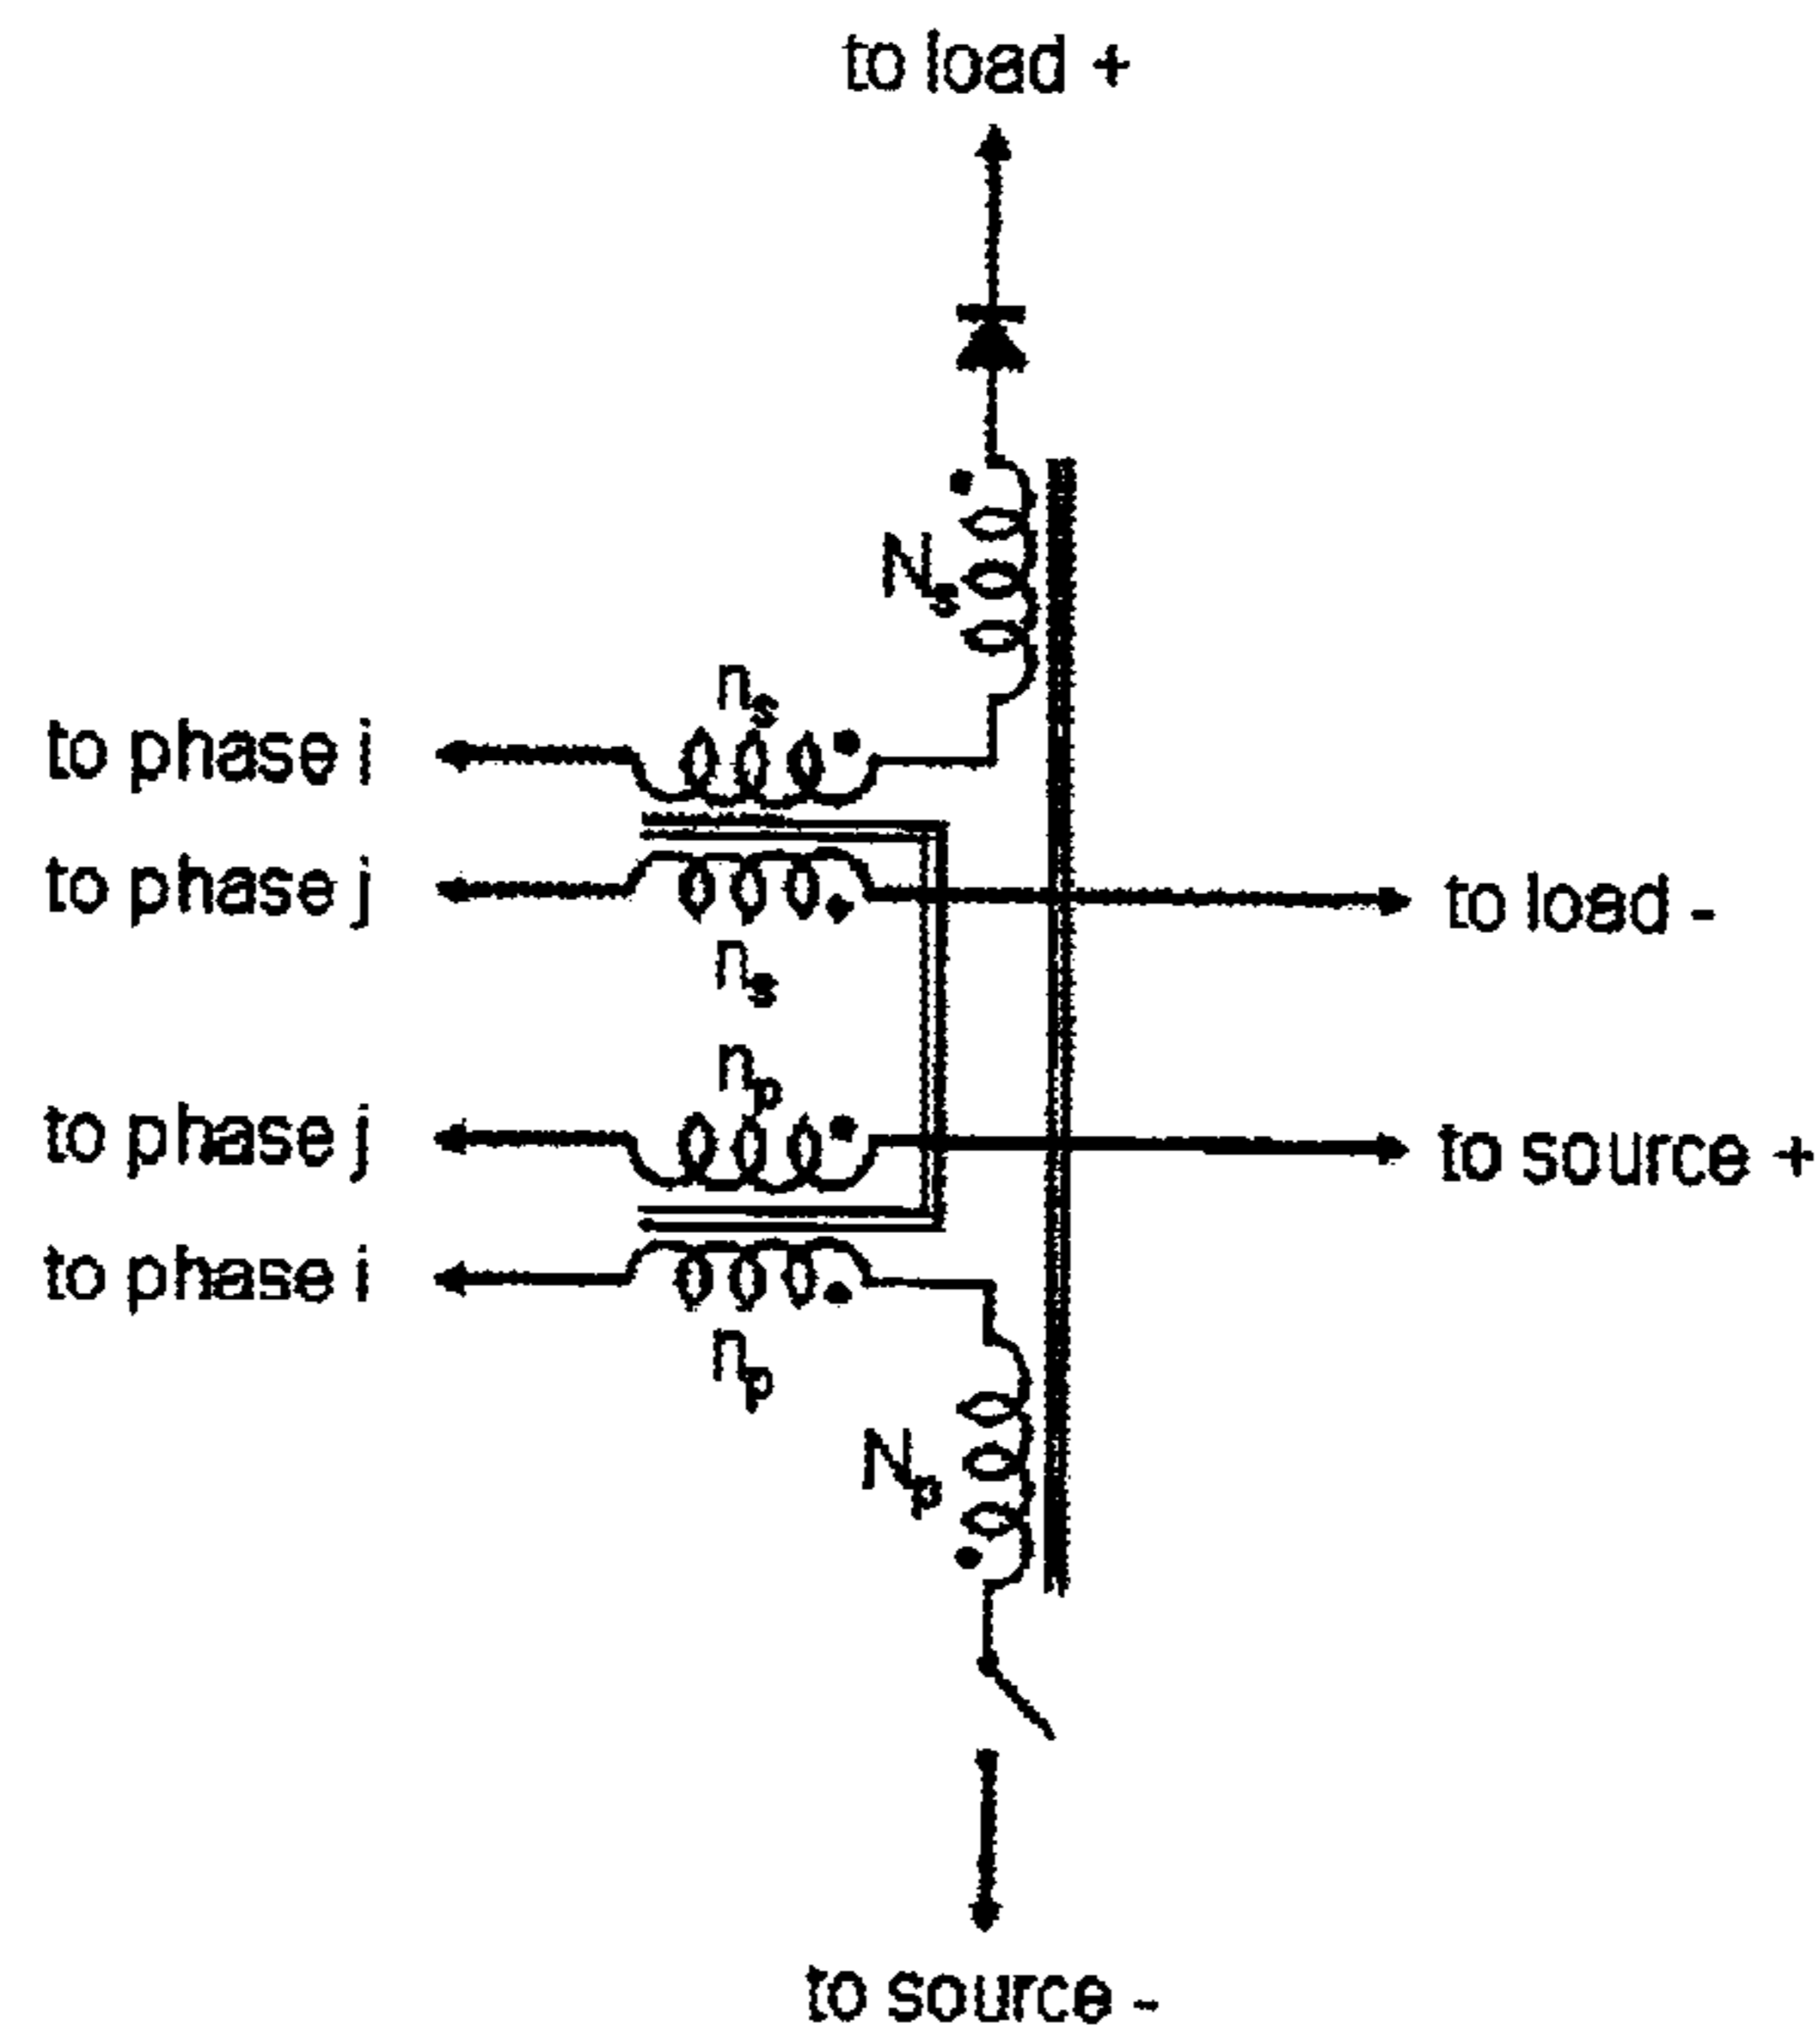 to load +
Ns
ns
to phase i
to phase j
to load -
ns
np
to phase j
to source +
to phase i
np
Np
to source -